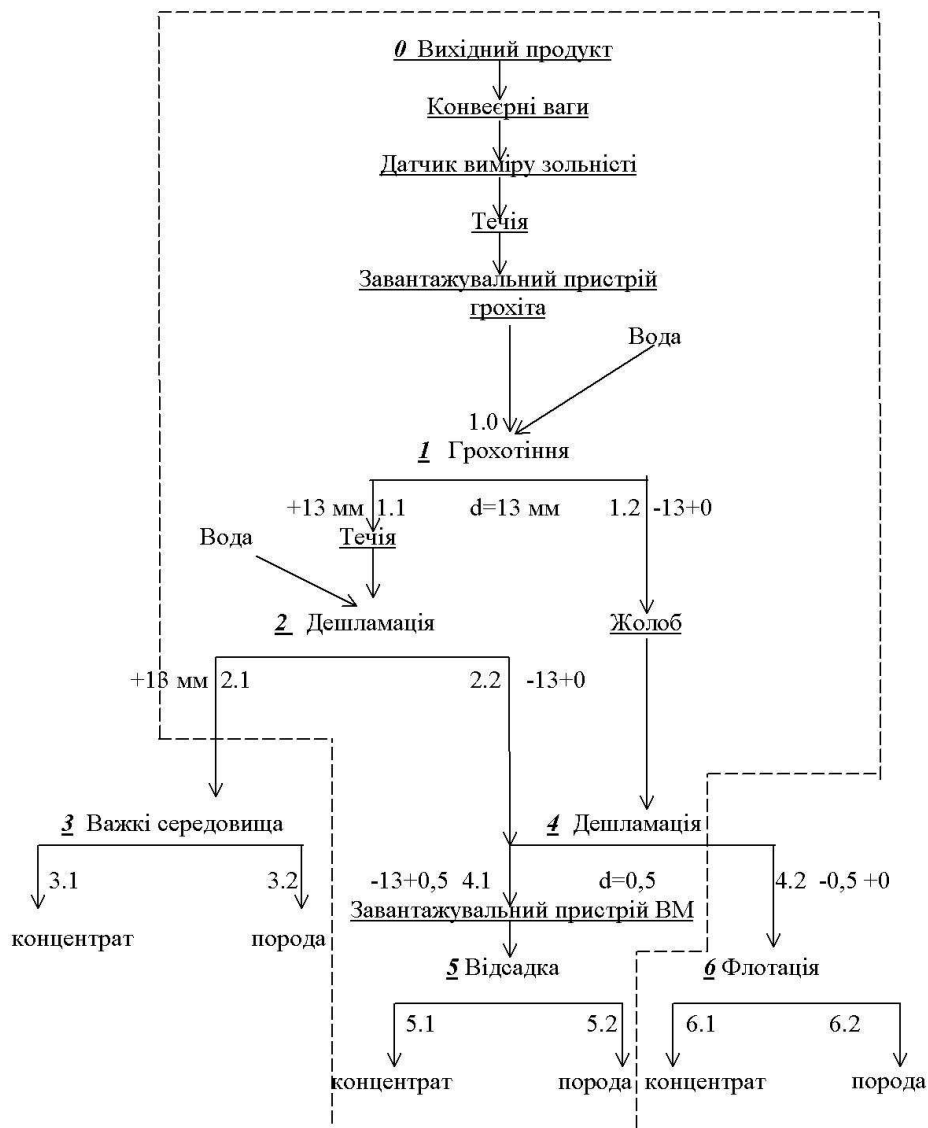 0 Вихідний продукт
Конвеєрні ваги
Датчик виміру зольністі
Течія
Завантажувальний пристрій
грохіта
Вода
1.0
1 Грохотіння
+13 мм 1.1 d=13 мм 1.2 -13+0
Вода Течія
2 Дешламація Жолоб
+13 мм 2.1 2.2 -13+0
3 Важкі середовища 4 Дешламація
3.1 3.2 -13+0,5 4.1 d=0,5 4.2 -0,5 +0
Завантажувальний пристрій ВМ
концентрат порода
5 Відсадка 6 Флотація
5.1 5.2 6.1 6.2
концентрат порода концентрат порода